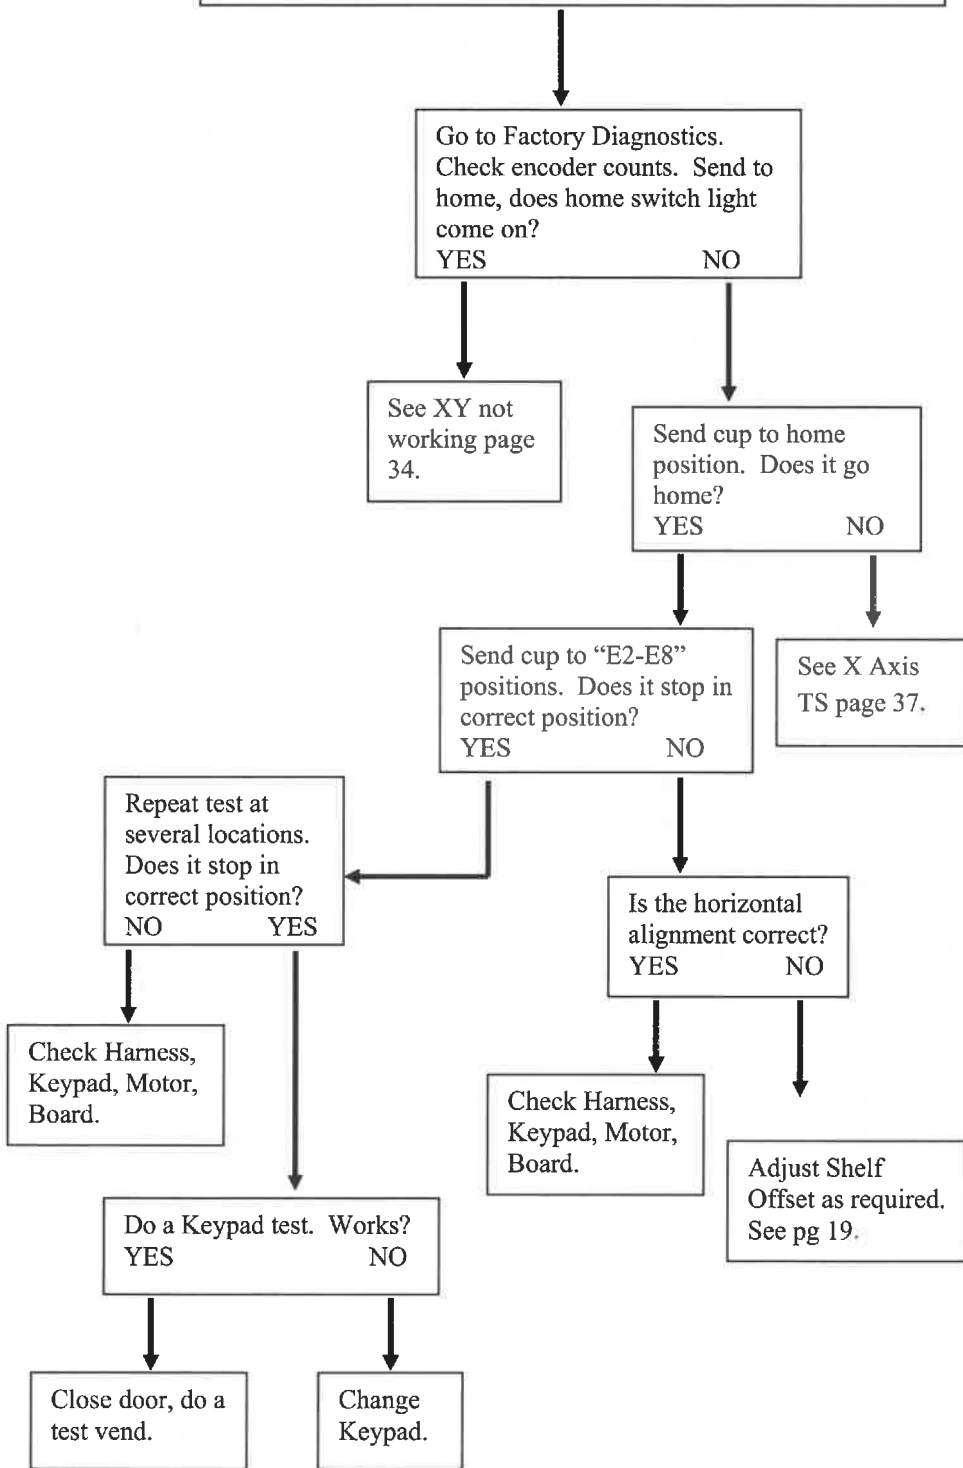 Go to Factory Diagnostics.
Check encoder counts.  Send to
home, does home switch light
come on?
YES NO
See XY not
working page
34.
Send cup to home
position.  Does it go
home?
YES NO
Send cup to “E2-E8”
positions.  Does it stop in
correct position?
YES NO
See X Axis
TS page 37.
Repeat test at
several locations.
Does it stop in
correct position?
NO YES
Is the horizontal
alignment correct?
YES NO
Check Harness,
Keypad, Motor,
Board.
Check Harness,
Keypad, Motor,
Board.
Adjust Shelf
Offset as required.
See pg 19.
Do a Keypad test.  Works?
YES NO
Close door, do a
test vend.
Change
Keypad.